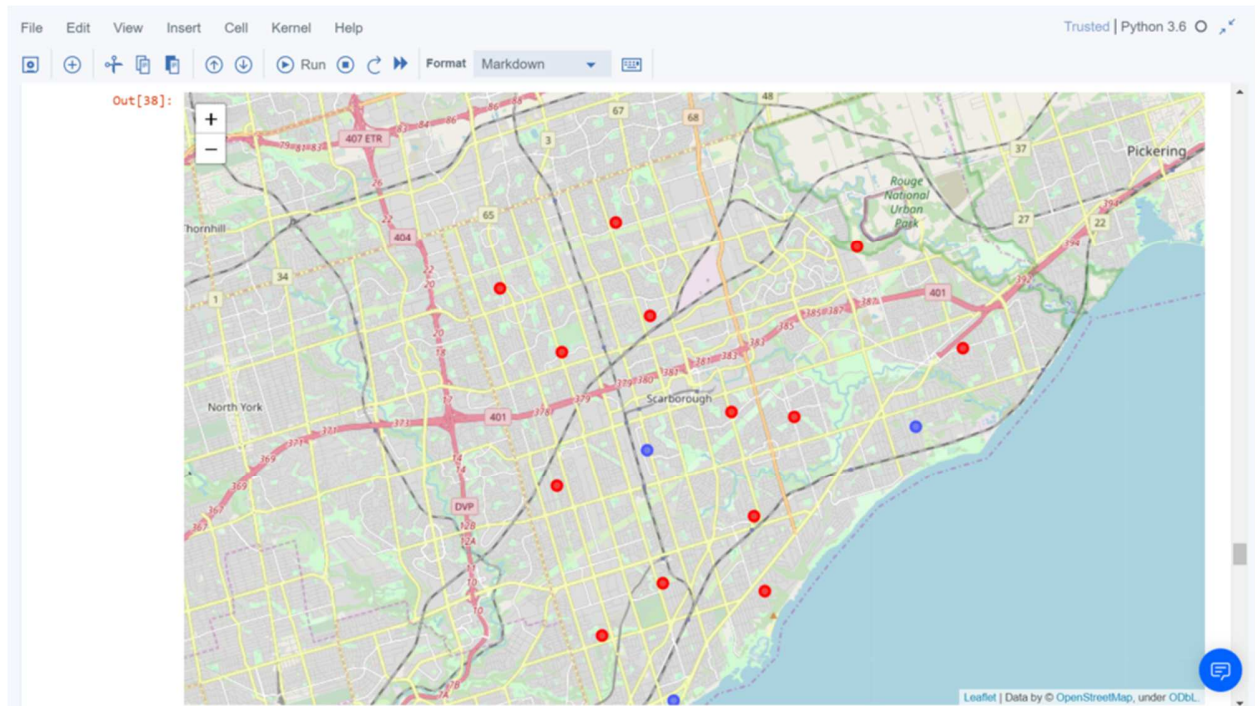 File Edit View Insert Cell Kernel Help
Trusted | Python 3.6
Run
Format Markdown
Out[38]:
+
−
67
48
68
407 ETR
3
37
Pickering
Rouge
National
Urban
Park
65
27
22
Thornhill
404
34
1
401
Scarborough
North York
401
DVP
Leaflet | Data by © OpenStreetMap, under ODbL.